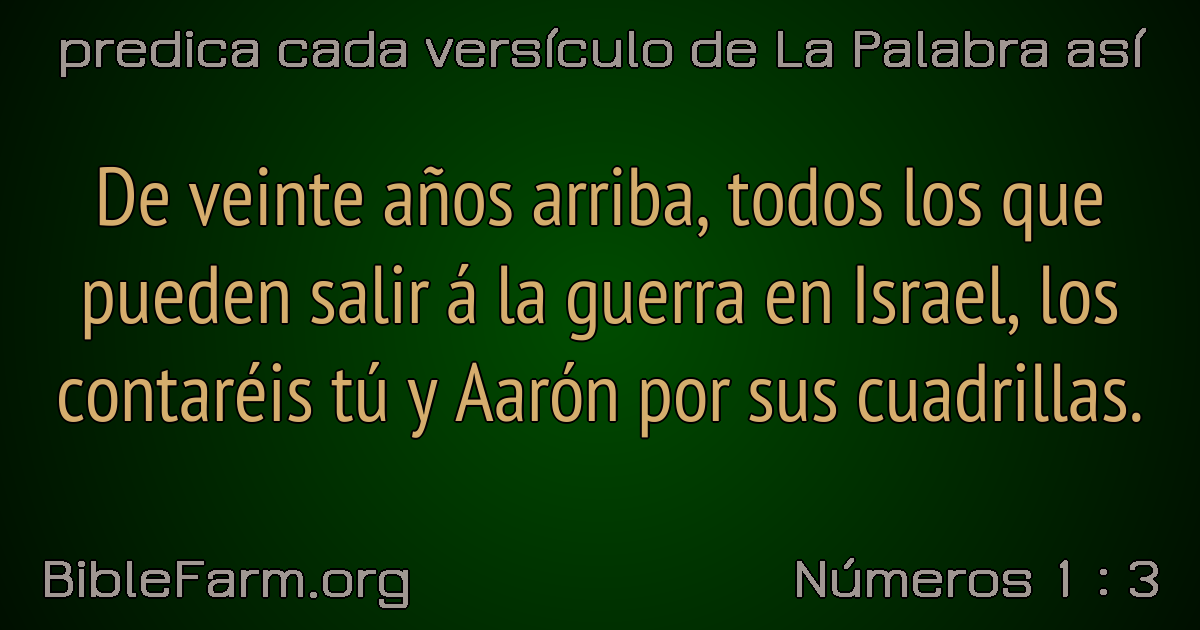 predica cada versículo de La Palabra así
De veinte años arriba, todos los que
pueden salir á la guerra en Israel, los
contaréis tú y Aarón por sus cuadrillas.
BibleFarm.org
Números 1 : 3